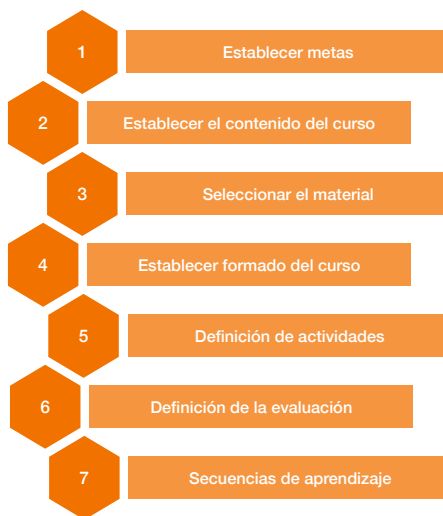 1
Establecer metas
2
Establecer el contenido del curso
3
Seleccionar el material
4
Establecer formado del curso
5
Definición de actividades
6
Definición de la evaluación
7
Secuencias de aprendizaje